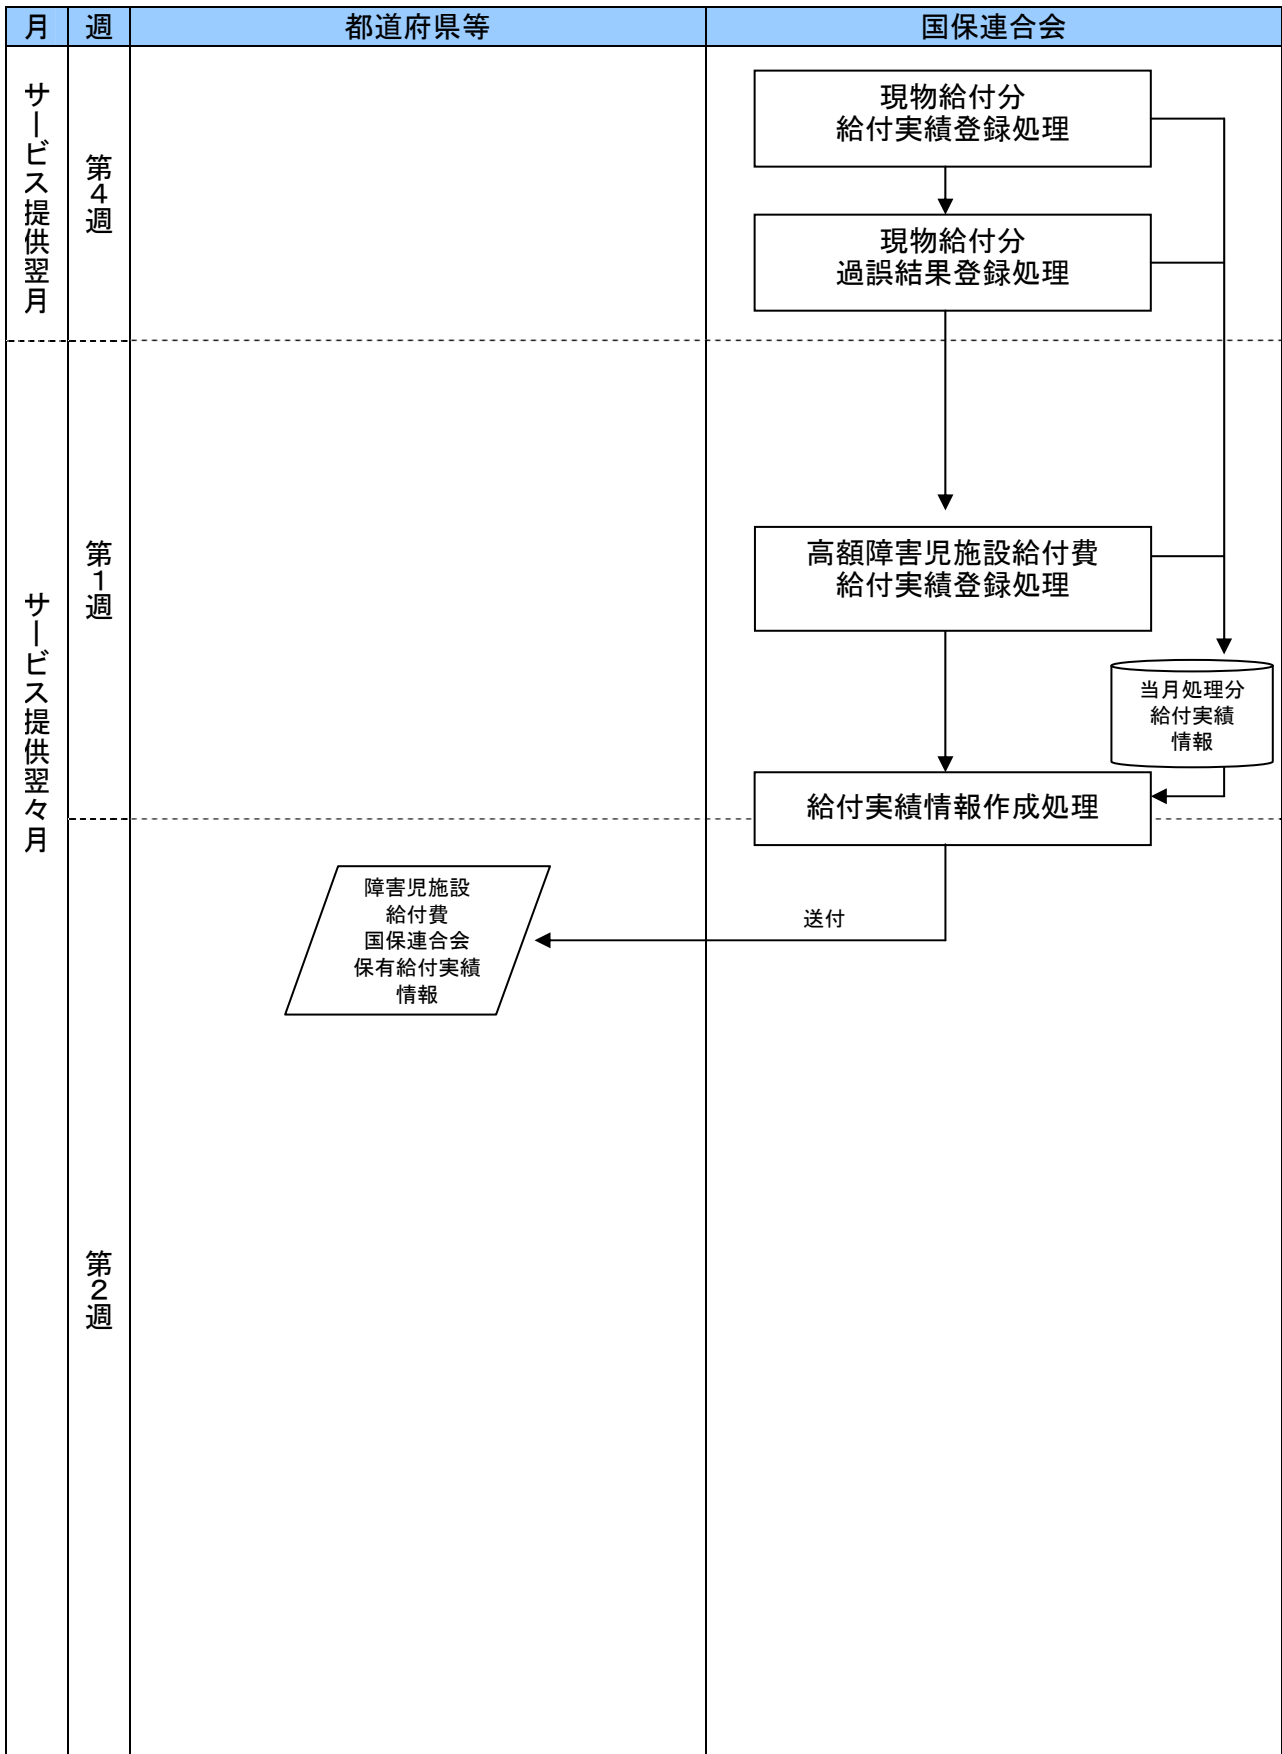 月
週
都道府県等
国保連合会
サービス提供翌月
第4週
現物給付分
給付実績登録処理
現物給付分
過誤結果登録処理
サービス提供翌々月
第1週
高額障害児施設給付費
給付実績登録処理
当月処理分
給付実績
情報
給付実績情報作成処理
第2週
障害児施設
給付費
国保連合会
保有給付実績
情報
送付